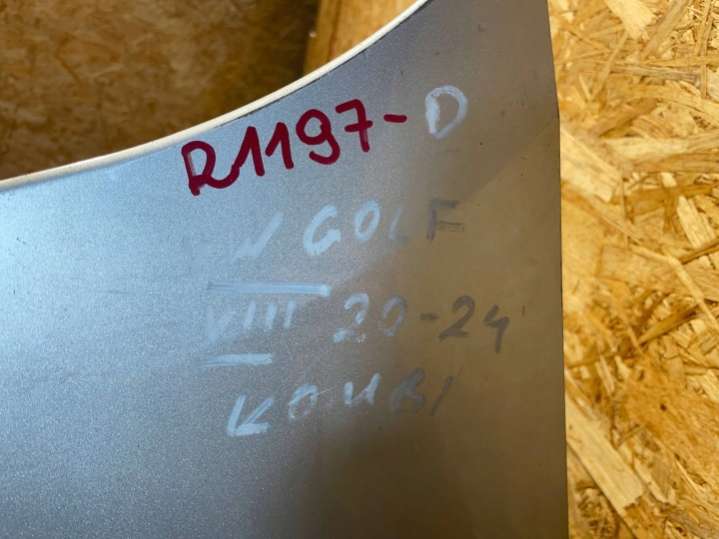 R1197-D
VW GOLF
VIII 20-24
KOMBI